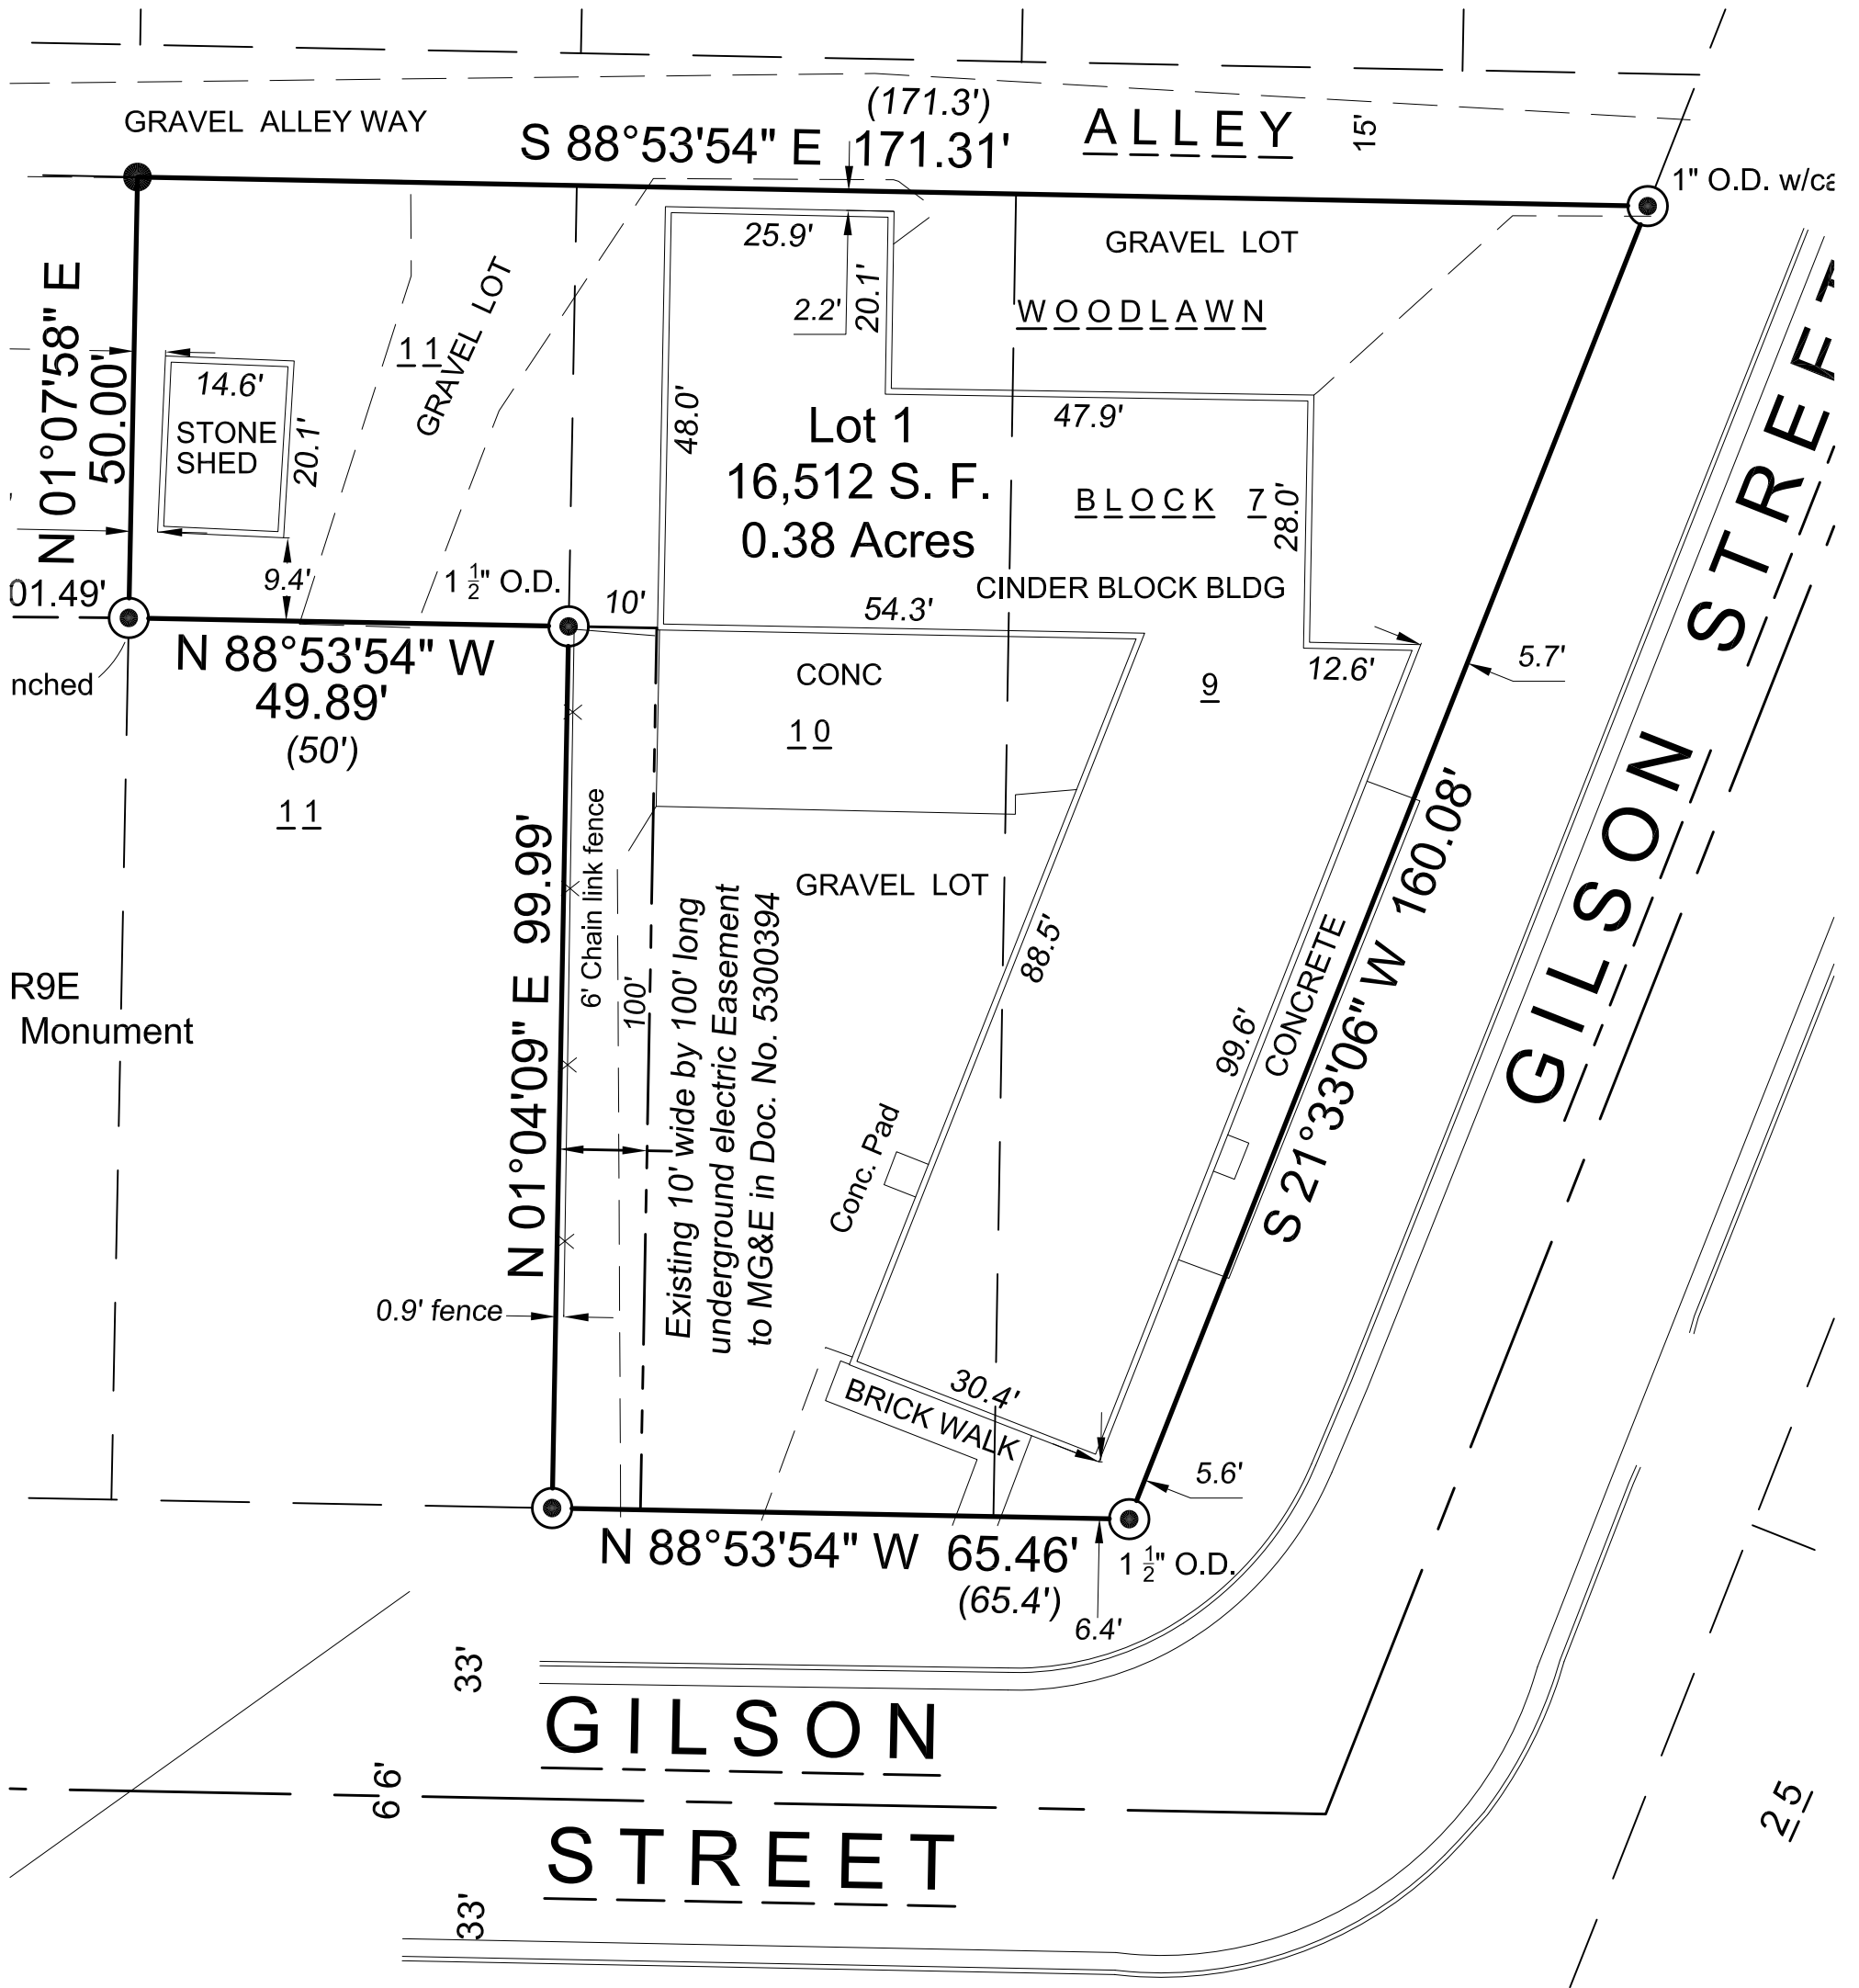 (171.3')
GRAVEL ALLEY WAY
S 88°53'54" E 171.31'
ALLEY
15'
1" O.D.
GRAVEL LOT
25.9'
2.2'
20.1'
WOODLAWN
N 01°07'58" E
50.00'
11
GRAVEL LOT
14.6'
STONE
SHED
20.1'
9.4'
48.0'
Lot 1
16,512 S. F.
0.38 Acres
47.9'
BLOCK 7
28.0'
CINDER BLOCK BLDG
01.49'
1 1/2" O.D.
10'
54.3'
N 88°53'54" W
49.89'
(50')
nched
CONC
10
9
12.6'
5.7'
11
N 01°04'09" E 99.99'
6' Chain link fence
100'
Existing 10' wide by 100' long
underground electric Easement
to MG&E in Doc. No. 5300394
GRAVEL LOT
88.5'
99.6'
CONCRETE
S 21°33'06" W 160.08'
GILSON STREET
R9E
Monument
Conc. Pad
0.9' fence
30.4'
BRICK WALK
5.6'
N 88°53'54" W 65.46'
(65.4')
1 1/2" O.D.
6.4'
33'
GILSON
66'
STREET
33'
25